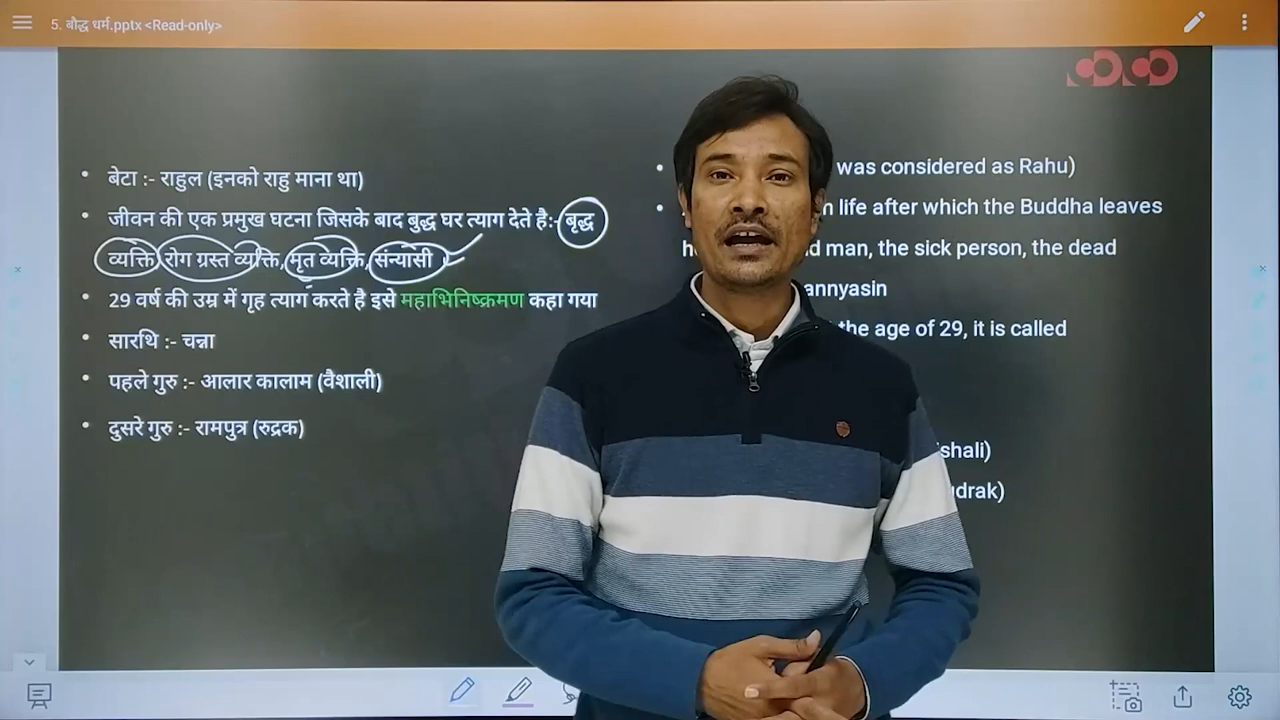 5. बौद्ध धर्म.pptx <Read-only>
• बेटा :- राहुल (इनको राहु माना था)
• जीवन की एक प्रमुख घटना जिसके बाद बुद्ध घर त्याग देते है:- बृद्ध
व्यक्ति, रोग ग्रस्त व्यक्ति, मृत व्यक्ति, संन्यासी
• 29 वर्ष की उम्र में गृह त्याग करते है इसे महाभिनिष्क्रमण कहा गया
• सारथि :- चन्ना
• पहले गुरु :- आलार कालाम (वैशाली)
• दुसरे गुरु :- रामपुत्र (रुद्रक)
was considered as Rahu)
life after which the Buddha leaves
man, the sick person, the dead
annyasin
the age of 29, it is called
shali)
drak)